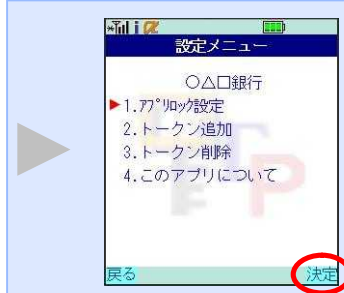 設定メニュー
○△□銀行
1.ｱﾌﾟﾘﾛｯｸ設定
2.トークン追加
3.トークン削除
4.このアプリについて
戻る
決定